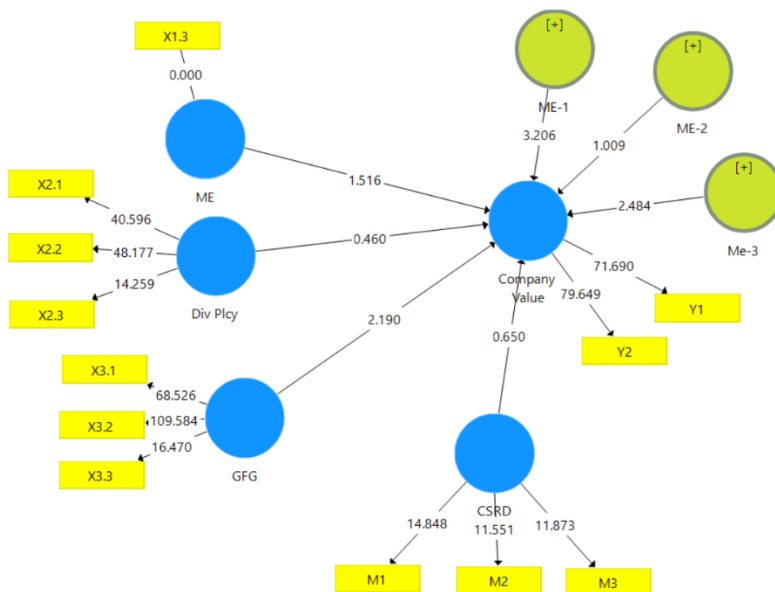 X1.3
[+]
[+]
0.000
ME-1
ME-2
3.206
1.009
[+]
ME
X2.1
1.516
2.484
40.596
X2.2
48.177
0.460
Me-3
14.259
Company
Value
71.690
X2.3
Div Plcy
79.649
Y1
2.190
0.650
Y2
X3.1
68.526
X3.2
109.584
16.470
X3.3
GFG
CSRD
14.848
11.551
11.873
M1
M2
M3